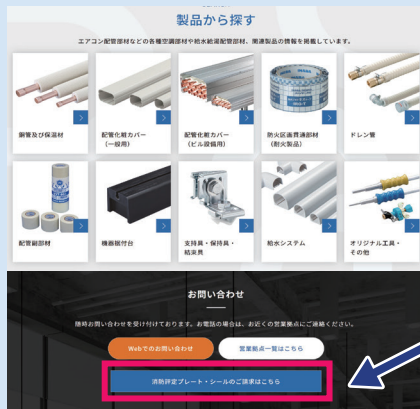 製品から探す
エアコン配管部材などの各種空調部材や給水給湯配管部材、関連製品の情報を掲載しています。
銅管及び保温材
配管化粧カバー
（一般用）
配管化粧カバー
（ビル設備用）
防火区画貫通部材
（耐火製品）
ドレン管
配管副部材
機器据付台
支持具・保持具・
結束具
給水システム
オリジナル工具・
その他
お問い合わせ
随時お問い合わせを受け付けております。お電話の場合は、お近くの営業拠点にご連絡ください。
Webでのお問い合わせ
営業拠点一覧はこちら
消防評定プレート・シールのご請求はこちら